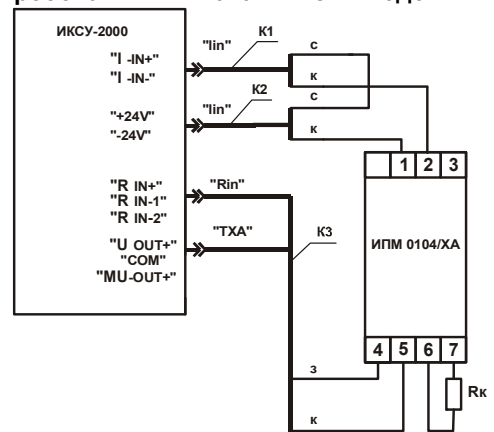 ИКСУ-2000
"I -IN+"
"I -IN-"
"+24V"
"-24V"
"R IN+"
"R IN-1"
"R IN-2"
"U OUT+"
"COM"
"MU-OUT+"
"Iin"
К1
с
к
"Iin"
К2
с
к
"Rin"
"TXA"
К3
1 2 3
ИПМ 0104/ХА
4 5 6 7
з
к
Rк